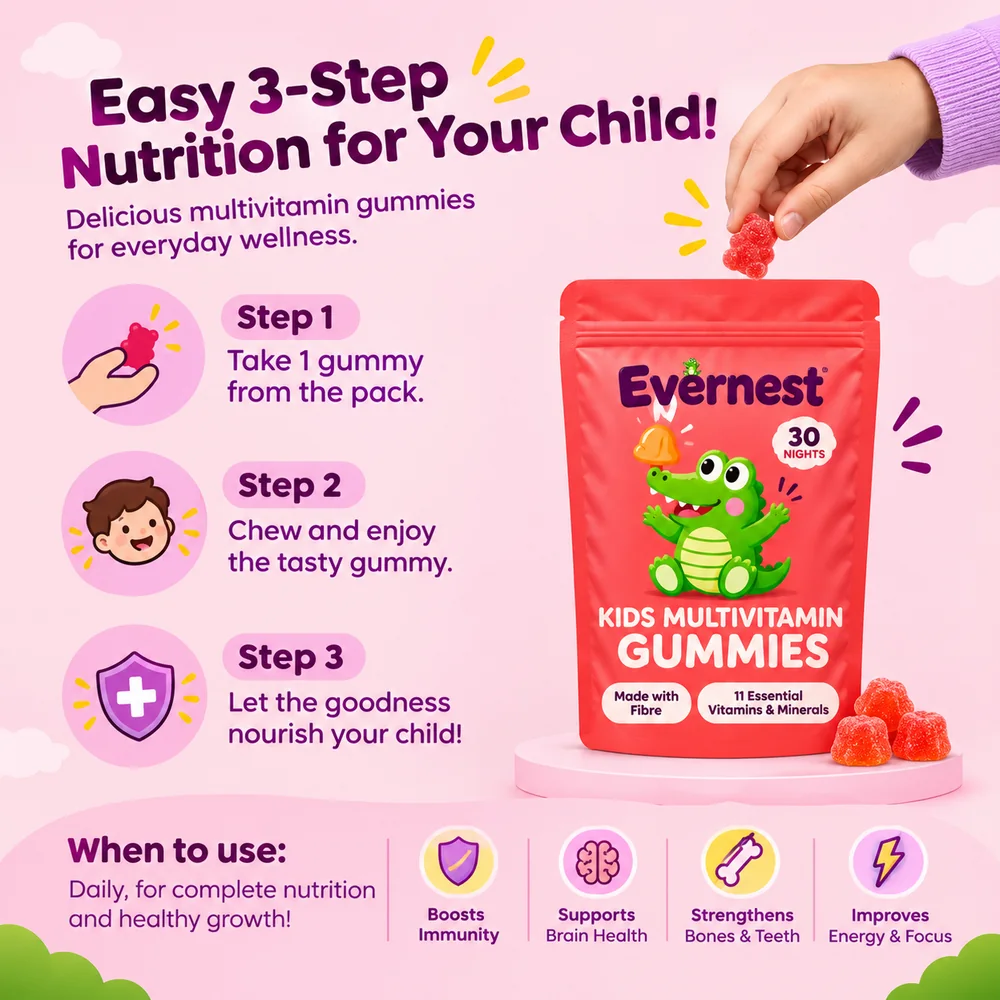 Easy 3-Step
Nutrition for Your Child!
Delicious multivitamin gummies
for everyday wellness.
Step 1
Take 1 gummy
from the pack.
Step 2
Chew and enjoy
the tasty gummy.
Step 3
Let the goodness
nourish your child!
Evernest
30
NIGHTS
KIDS MULTIVITAMIN
GUMMIES
Made with
Fibre
11 Essential
Vitamins & Minerals
When to use:
Daily, for complete nutrition
and healthy growth!
Boosts
Immunity
Supports
Brain Health
Strengthens
Bones & Teeth
Improves
Energy & Focus